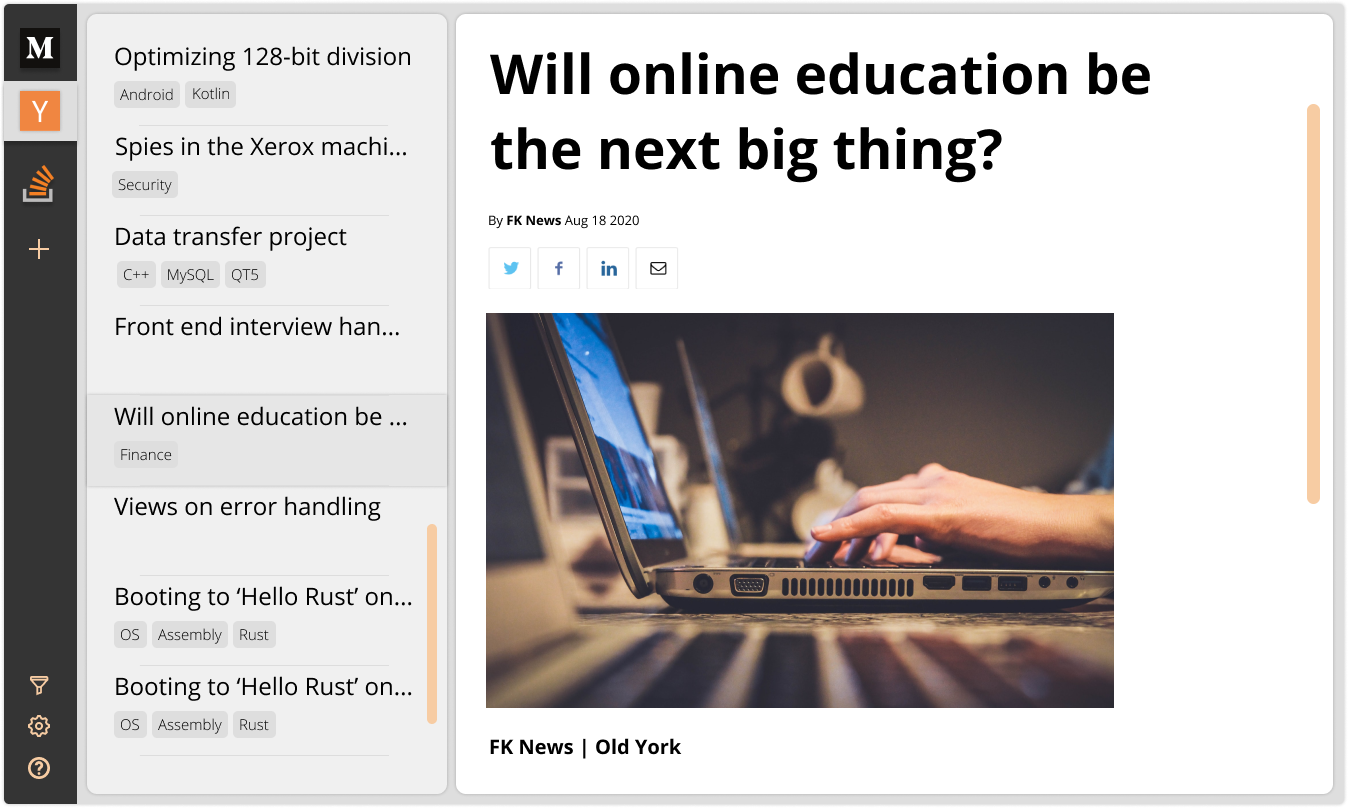 M
Y
Optimizing 128-bit division
Android Kotlin
Spies in the Xerox machi...
Security
Data transfer project
C++ MySQL QT5
Front end interview han...
Will online education be ...
Finance
Views on error handling
Booting to ‘Hello Rust’ on...
OS Assembly Rust
Booting to ‘Hello Rust’ on...
OS Assembly Rust
Will online education be
the next big thing?
By FK News Aug 18 2020
f in
FK News | Old York